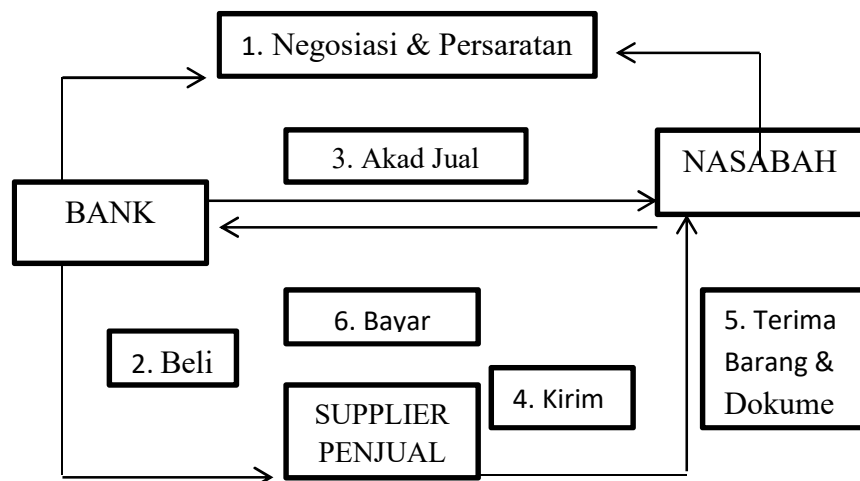 1. Negosiasi & Persaratan
3. Akad Jual
NASABAH
BANK
6. Bayar
2. Beli
5. Terima
Barang &
Dokume
4. Kirim
SUPPLIER
PENJUAL